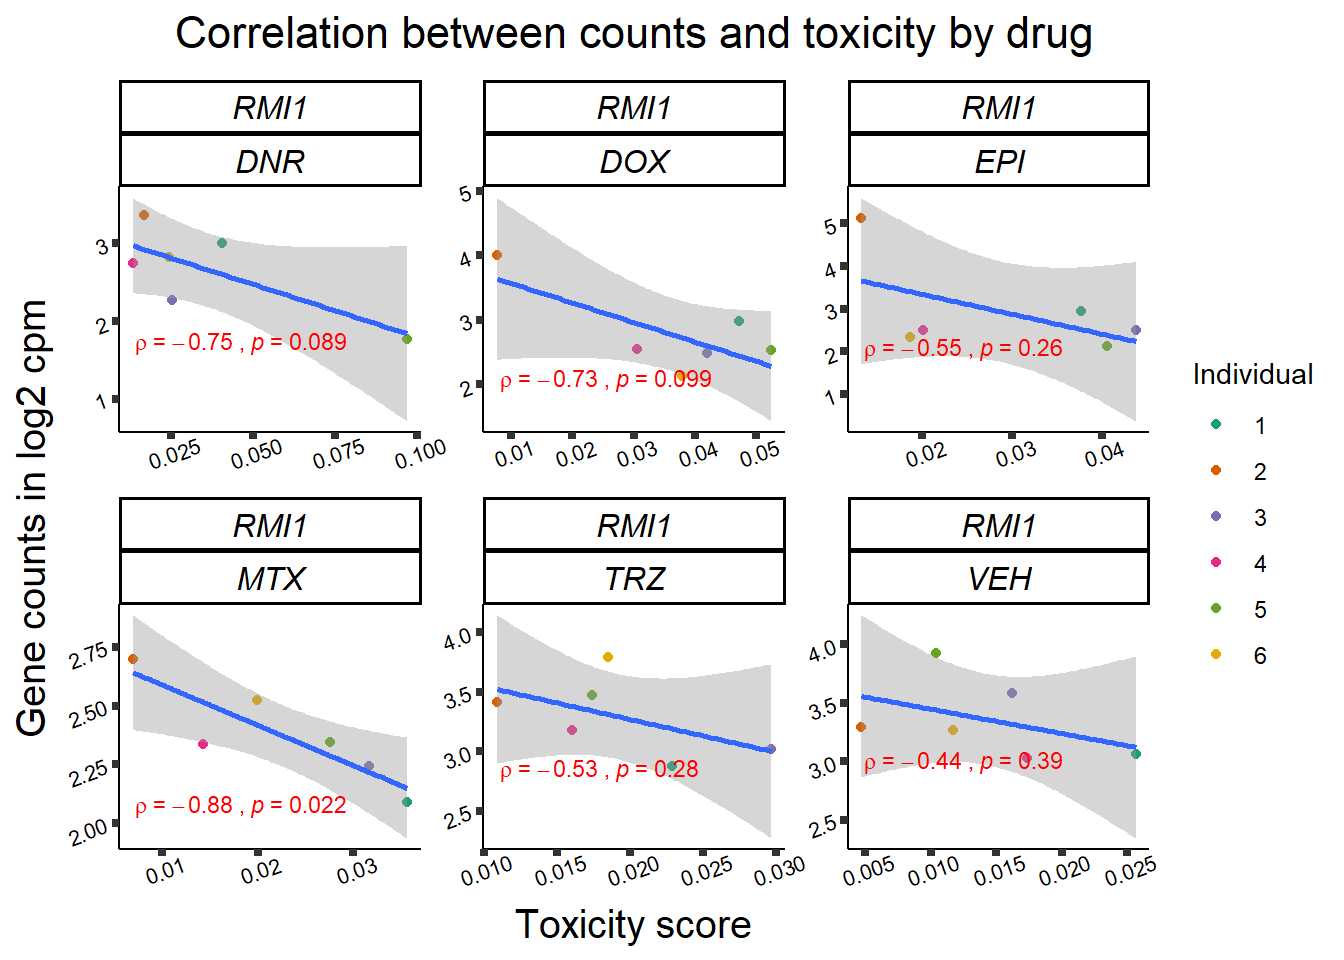 Correlation between counts and toxicity by drug
RMI1
RMI1
RMI1
DNR
DOX
EPI
3
2
1
ρ = −0.75 , p = 0.089
0.025
0.050
0.075
0.100
5
4
3
2
ρ = −0.73 , p = 0.099
0.01
0.02
0.03
0.04
0.05
5
4
3
2
1
ρ = −0.55 , p = 0.26
0.02
0.03
0.04
RMI1
RMI1
RMI1
MTX
TRZ
VEH
2.75
2.50
2.25
2.00
ρ = −0.88 , p = 0.022
0.01
0.02
0.03
4.0
3.5
3.0
2.5
ρ = −0.53 , p = 0.28
0.010
0.015
0.020
0.025
0.030
4.0
3.5
3.0
2.5
ρ = −0.44 , p = 0.39
0.005
0.010
0.015
0.020
0.025
Toxicity score
Gene counts in log2 cpm
Individual
1
2
3
4
5
6